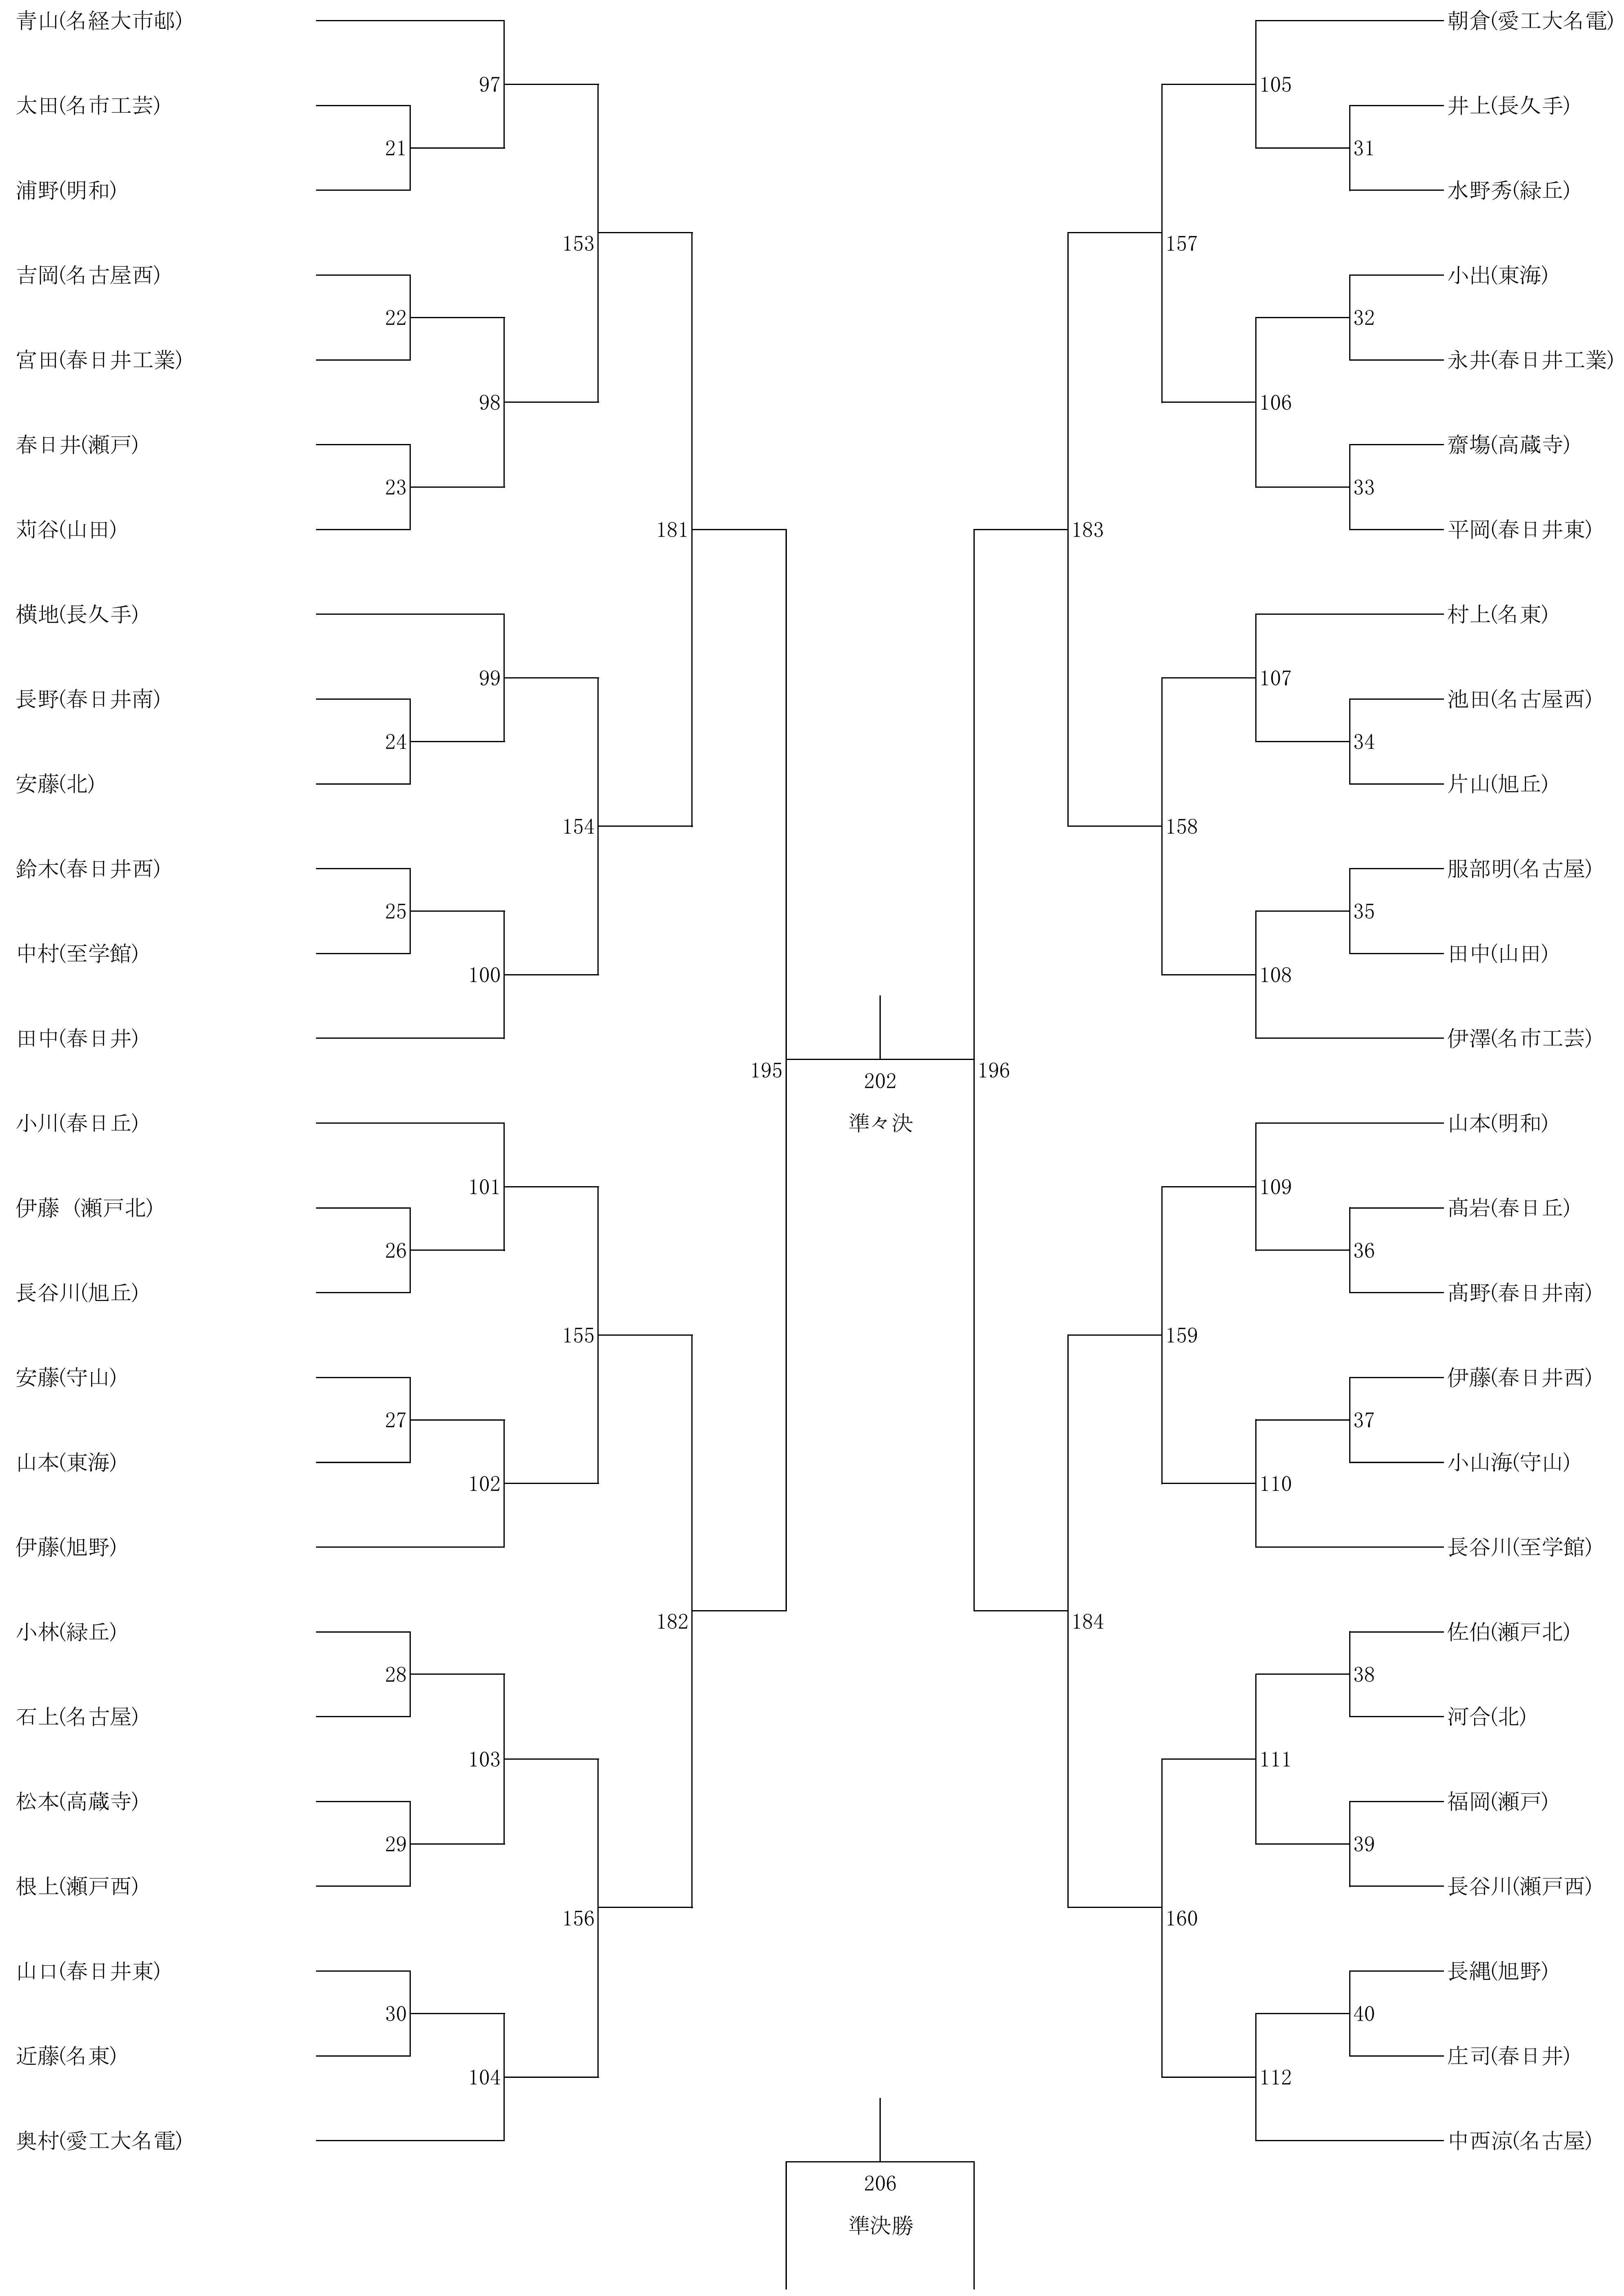 青山(名経大市邨)
97
太田(名市工芸)
21
浦野(明和)
153
吉岡(名古屋西)
22
宮田(春日井工業)
98
春日井(瀬戸)
23
苅谷(山田)
181
横地(長久手)
99
長野(春日井南)
24
安藤(北)
154
鈴木(春日井西)
25
中村(至学館)
100
田中(春日井)
195
小川(春日丘)
101
伊藤 (瀬戸北)
26
長谷川(旭丘)
155
安藤(守山)
27
山本(東海)
102
伊藤(旭野)
182
小林(緑丘)
28
石上(名古屋)
103
松本(高蔵寺)
29
根上(瀬戸西)
156
山口(春日井東)
30
近藤(名東)
104
奥村(愛工大名電)
202
準々決
206
準決勝
朝倉(愛工大名電)
105
井上(長久手)
31
水野秀(緑丘)
157
小出(東海)
32
永井(春日井工業)
106
齋塲(高蔵寺)
33
平岡(春日井東)
183
村上(名東)
107
池田(名古屋西)
34
片山(旭丘)
158
服部明(名古屋)
35
田中(山田)
108
伊澤(名市工芸)
196
山本(明和)
109
髙岩(春日丘)
36
髙野(春日井南)
159
伊藤(春日井西)
37
小山海(守山)
110
長谷川(至学館)
184
佐伯(瀬戸北)
38
河合(北)
111
福岡(瀬戸)
39
長谷川(瀬戸西)
160
長縄(旭野)
40
庄司(春日井)
112
中西涼(名古屋)